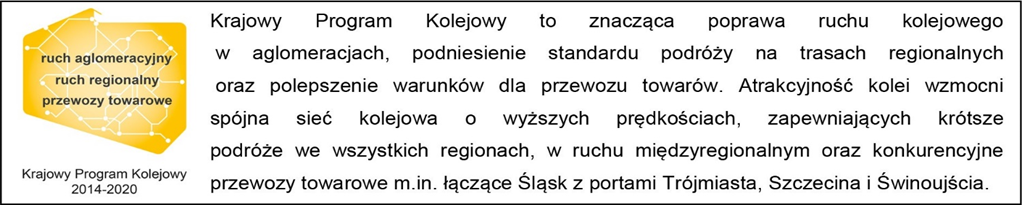 ruch aglomeracyjny
ruch regionalny
przewozy towarowe
Krajowy Program Kolejowy
2014-2020
Krajowy Program Kolejowy to znacząca poprawa ruchu kolejowego
w aglomeracjach, podniesienie standardu podróży na trasach regionalnych
oraz polepszenie warunków dla przewozu towarów. Atrakcyjność kolei wzmocni
spójna sieć kolejowa o wyższych prędkościach, zapewniających krótsze
podróże we wszystkich regionach, w ruchu międzyregionalnym oraz konkurencyjne
przewozy towarowe m.in. łączące Śląsk z portami Trójmiasta, Szczecina i Świnoujścia.